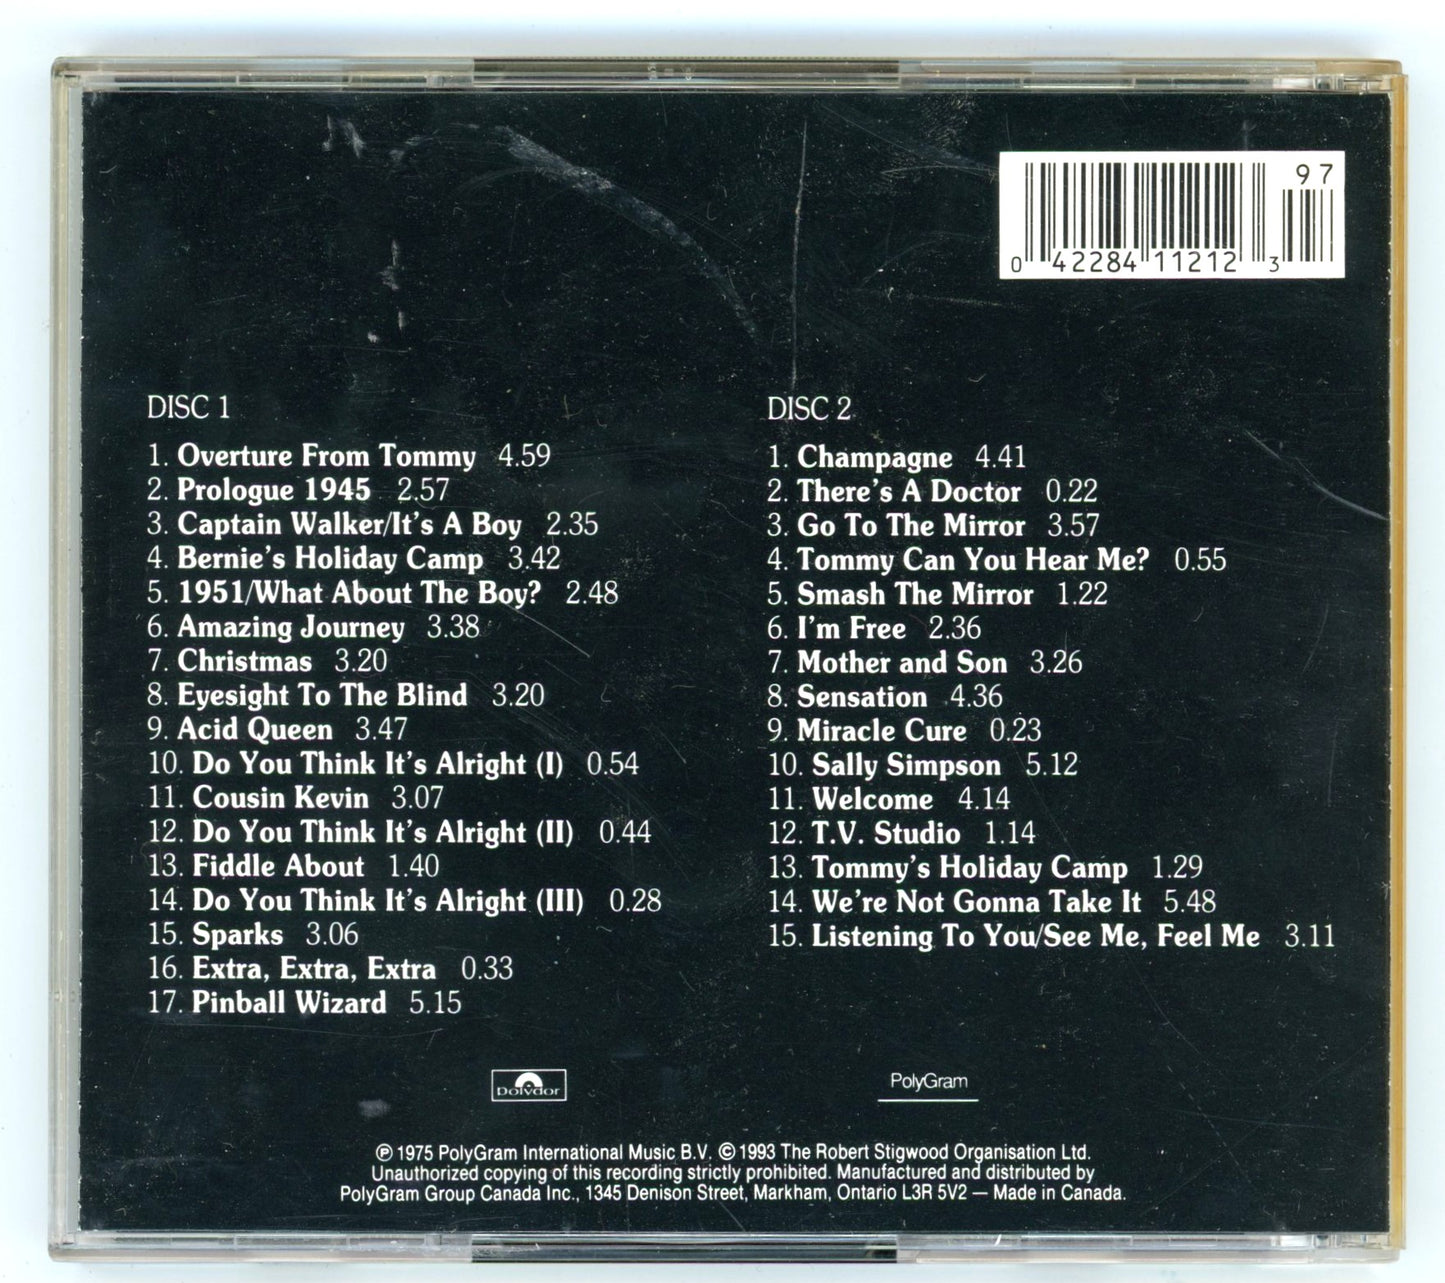 97
0 42284 11212 3
DISC 1
1. Overture From Tommy 4.59
2. Prologue 1945 2.57
3. Captain Walker/It's A Boy 2.35
4. Bernie's Holiday Camp 3.42
5. 1951/What About The Boy? 2.48
6. Amazing Journey 3.38
7. Christmas 3.20
8. Eyesight To The Blind 3.20
9. Acid Queen 3.47
10. Do You Think It's Alright (I) 0.54
11. Cousin Kevin 3.07
12. Do You Think It's Alright (II) 0.44
13. Fiddle About 1.40
14. Do You Think It's Alright (III) 0.28
15. Sparks 3.06
16. Extra, Extra, Extra 0.33
17. Pinball Wizard 5.15
DISC 2
1. Champagne 4.41
2. There's A Doctor 0.22
3. Go To The Mirror 3.57
4. Tommy Can You Hear Me? 0.55
5. Smash The Mirror 1.22
6. I'm Free 2.36
7. Mother and Son 3.26
8. Sensation 4.36
9. Miracle Cure 0.23
10. Sally Simpson 5.12
11. Welcome 4.14
12. T.V. Studio 1.14
13. Tommy's Holiday Camp 1.29
14. We're Not Gonna Take It 5.48
15. Listening To You/See Me, Feel Me 3.11
Polydor
PolyGram
℗ 1975 PolyGram International Music B.V. © 1993 The Robert Stigwood Organisation Ltd.
Unauthorized copying of this recording strictly prohibited. Manufactured and distributed by
PolyGram Group Canada Inc., 1345 Denison Street, Markham, Ontario L3R 5V2 — Made in Canada.